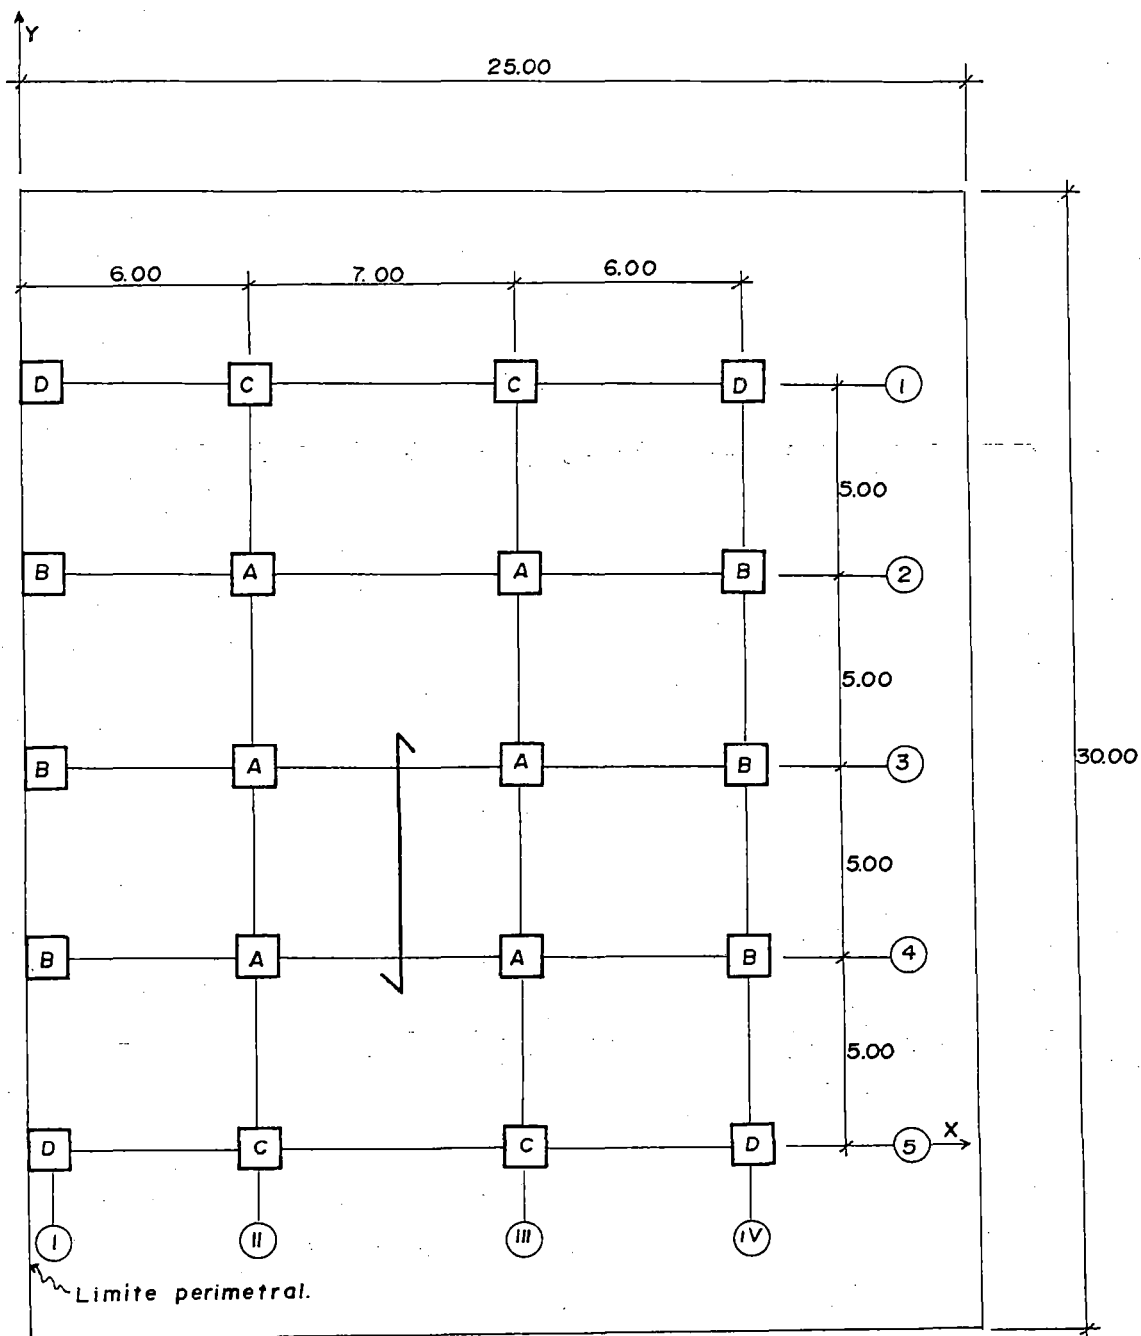 Y
25.00
6.00 7.00 6.00
D C C D 1
5.00
B A A B 2
5.00
B A A B 3
30.00
5.00
B A A B 4
5.00
D C C D 5 X
I II III IV
Limite perimetral.